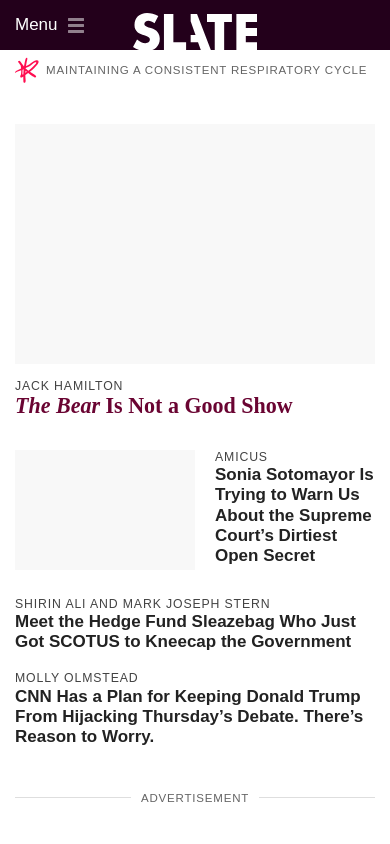 Menu
SLATE
MAINTAINING A CONSISTENT RESPIRATORY CYCLE
JACK HAMILTON
The Bear Is Not a Good Show
AMICUS
Sonia Sotomayor Is
Trying to Warn Us
About the Supreme
Court’s Dirtiest
Open Secret
SHIRIN ALI AND MARK JOSEPH STERN
Meet the Hedge Fund Sleazebag Who Just
Got SCOTUS to Kneecap the Government
MOLLY OLMSTEAD
CNN Has a Plan for Keeping Donald Trump
From Hijacking Thursday’s Debate. There’s
Reason to Worry.
ADVERTISEMENT